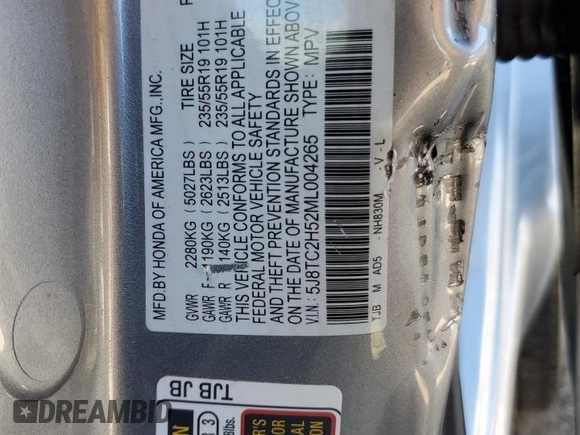 MFD.BY HONDA OF AMERICA MFG.,INC.
GVWR 2280KG (5027LBS) TIRE SIZE
GAWR F 1190KG (2623LBS) 235/55R19 101H
GAWR R 1140KG (2513LBS) 235/55R19 101H
THIS VEHICLE CONFORMS TO ALL APPLICABLE
FEDERAL MOTOR VEHICLE SAFETY
AND THEFT PREVENTION STANDARDS IN EFFEC
ON THE DATE OF MANUFACTURE SHOWN ABOV
V.I.N: 5J8TC2H52ML004265 TYPE: MPV
TJB M AD5 - NH830M - V - L
TJB JB
3
lbs.
DREAMBID